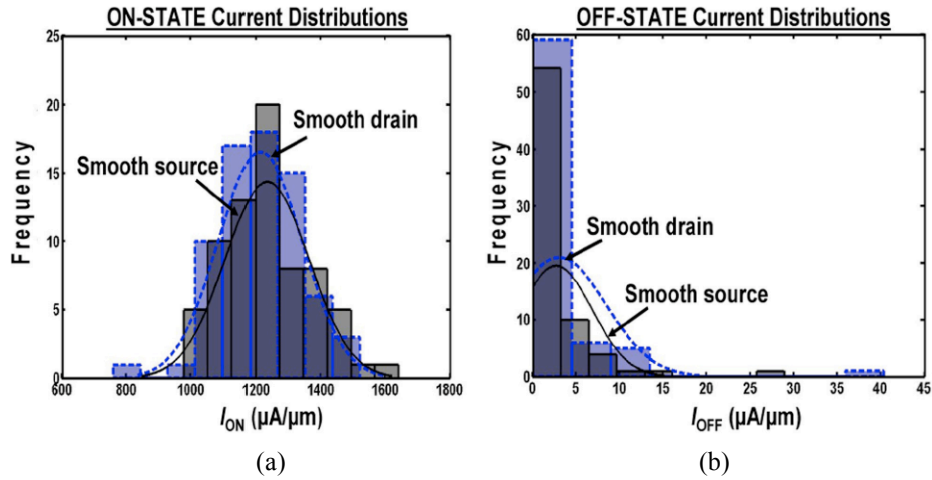 ON-STATE Current Distributions
25
20
15
10
5
0
Frequency
Smooth drain
Smooth source
600 800 1000 1200 1400 1600 1800
I_ON (µA/µm)
(a)
OFF-STATE Current Distributions
60
50
40
30
20
10
0
Frequency
Smooth drain
Smooth source
0 5 10 15 20 25 30 35 40 45
I_OFF (µA/µm)
(b)